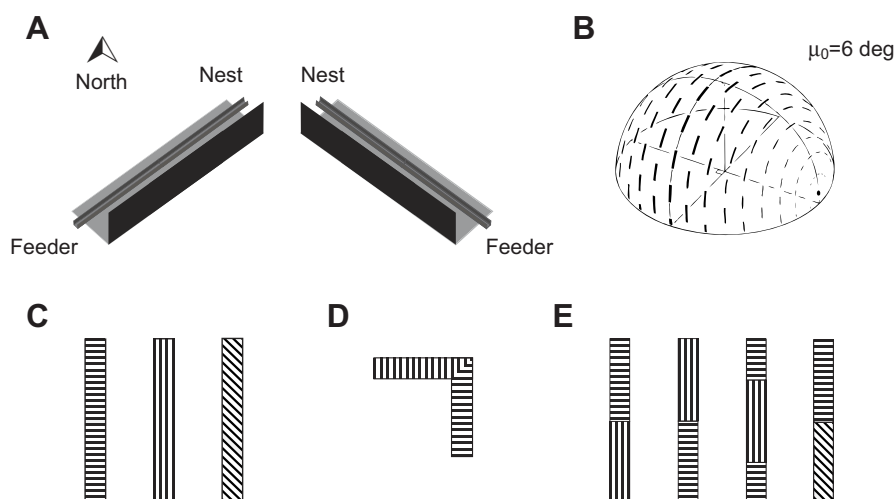 A
North
Nest
Nest
Feeder
Feeder
B
μ0=6 deg
C
D
E